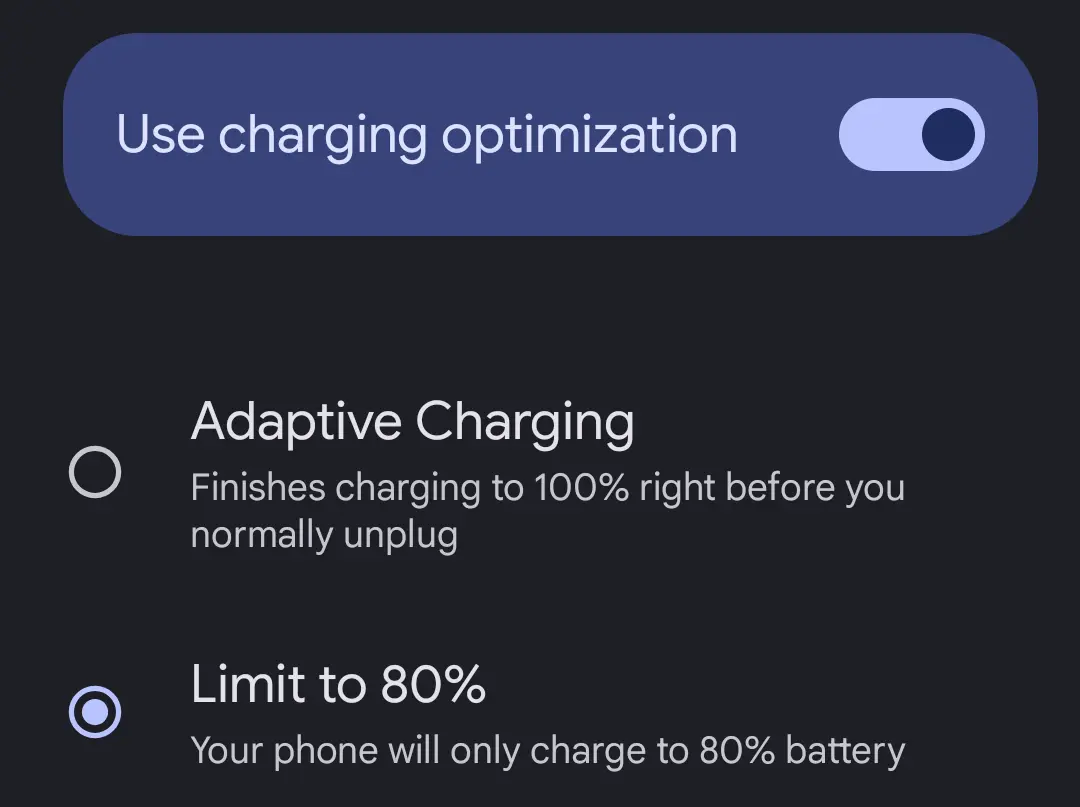 Use charging optimization
Adaptive Charging
Finishes charging to 100% right before you
normally unplug
Limit to 80%
Your phone will only charge to 80% battery